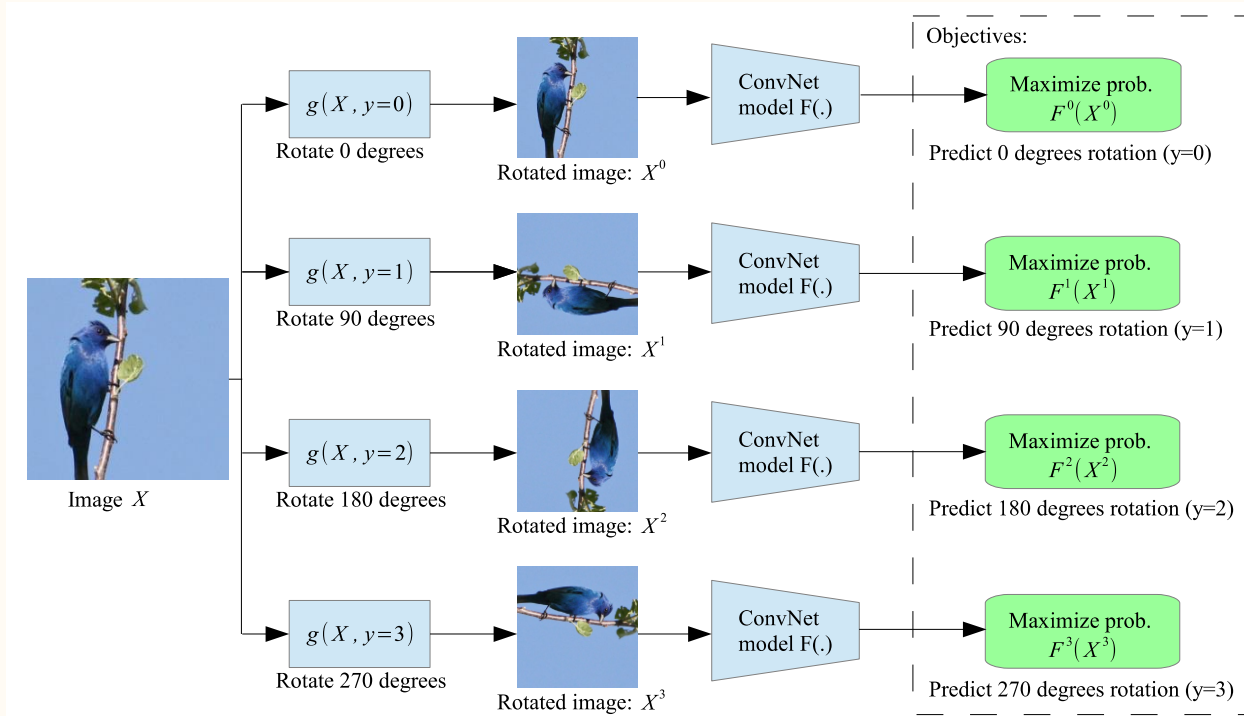 Objectives:
g(X, y=0)
Rotate 0 degrees
Rotated image: X⁰
ConvNet
model F(.)
Maximize prob.
F⁰(X⁰)
Predict 0 degrees rotation (y=0)
g(X, y=1)
Rotate 90 degrees
Rotated image: X¹
ConvNet
model F(.)
Maximize prob.
F¹(X¹)
Predict 90 degrees rotation (y=1)
Image X
g(X, y=2)
Rotate 180 degrees
Rotated image: X²
ConvNet
model F(.)
Maximize prob.
F²(X²)
Predict 180 degrees rotation (y=2)
g(X, y=3)
Rotate 270 degrees
Rotated image: X³
ConvNet
model F(.)
Maximize prob.
F³(X³)
Predict 270 degrees rotation (y=3)